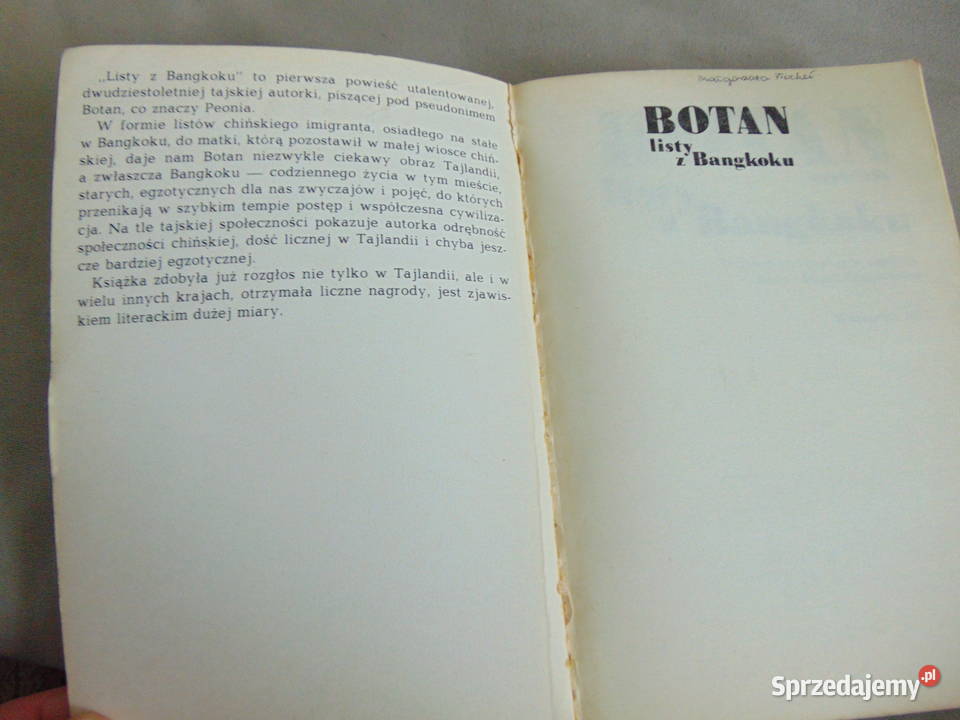 „Listy z Bangkoku" to pierwsza powieść utalentowanej,
dwudziestoletniej tajskiej autorki, piszącej pod pseudonimem
Botan, co znaczy Peonia.
W formie listów chińskiego imigranta, osiadłego na stałe
w Bangkoku, do matki, którą pozostawił w małej wiosce chiń-
skiej, daje nam Botan niezwykle ciekawy obraz Tajlandii,
a zwłaszcza Bangkoku — codziennego życia w tym mieście,
starych, egzotycznych dla nas zwyczajów i pojęć, do których
przenikają w szybkim tempie postęp i współczesna cywiliza-
cja. Na tle tajskiej społeczności pokazuje autorka odrębność
społeczności chińskiej, dość licznej w Tajlandii i chyba jesz-
cze bardziej egzotycznej.
Książka zdobyła już rozgłos nie tylko w Tajlandii, ale i w
wielu innych krajach, otrzymała liczne nagrody, jest zjawis-
kiem literackim dużej miary.
Małgorzata
BOTAN
listy
z Bangkoku
Sprzedajemy.pl